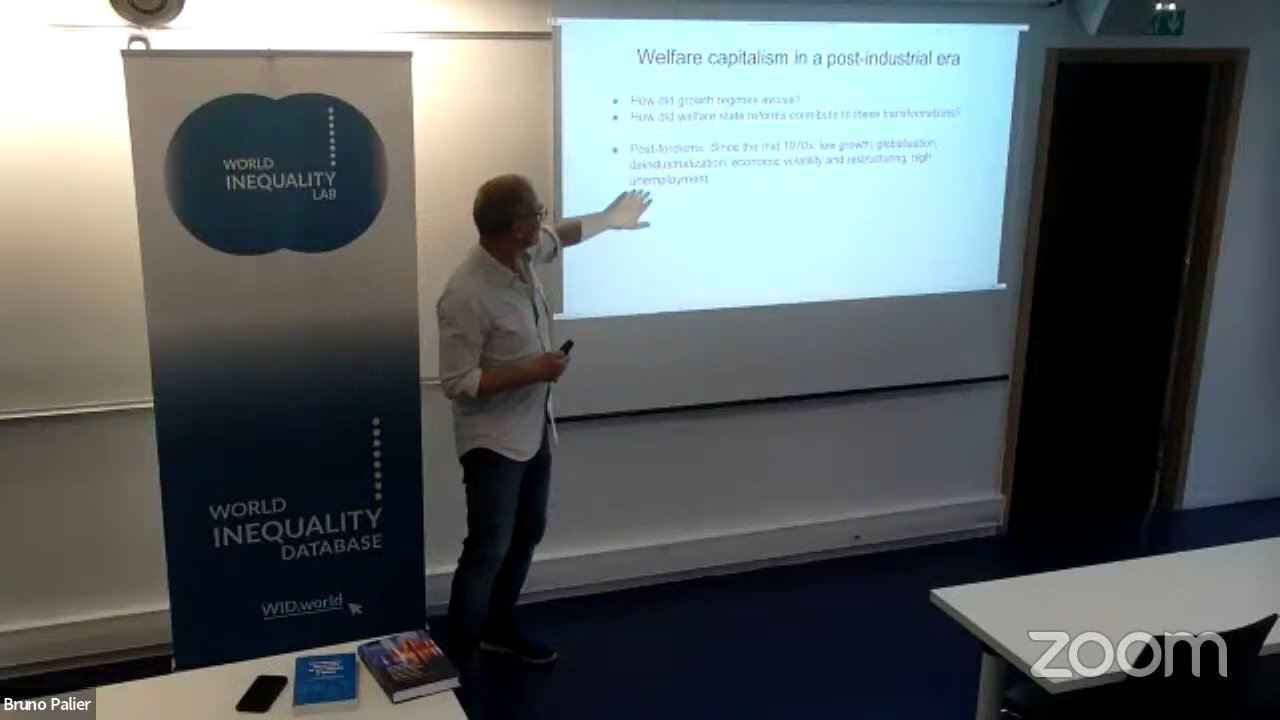 WORLD
INEQUALITY
LAB
WORLD
INEQUALITY
DATABASE
WID.world
Welfare capitalism in a post-industrial era
How did growth regimes evolve?
How did welfare state reforms contribute to these transformations?
Post-fordisms: Since the mid 1970s, low growth, globalisation,
deindustrialization, economic volatility and restructuring, high
unemployment
zoom
Bruno Palier